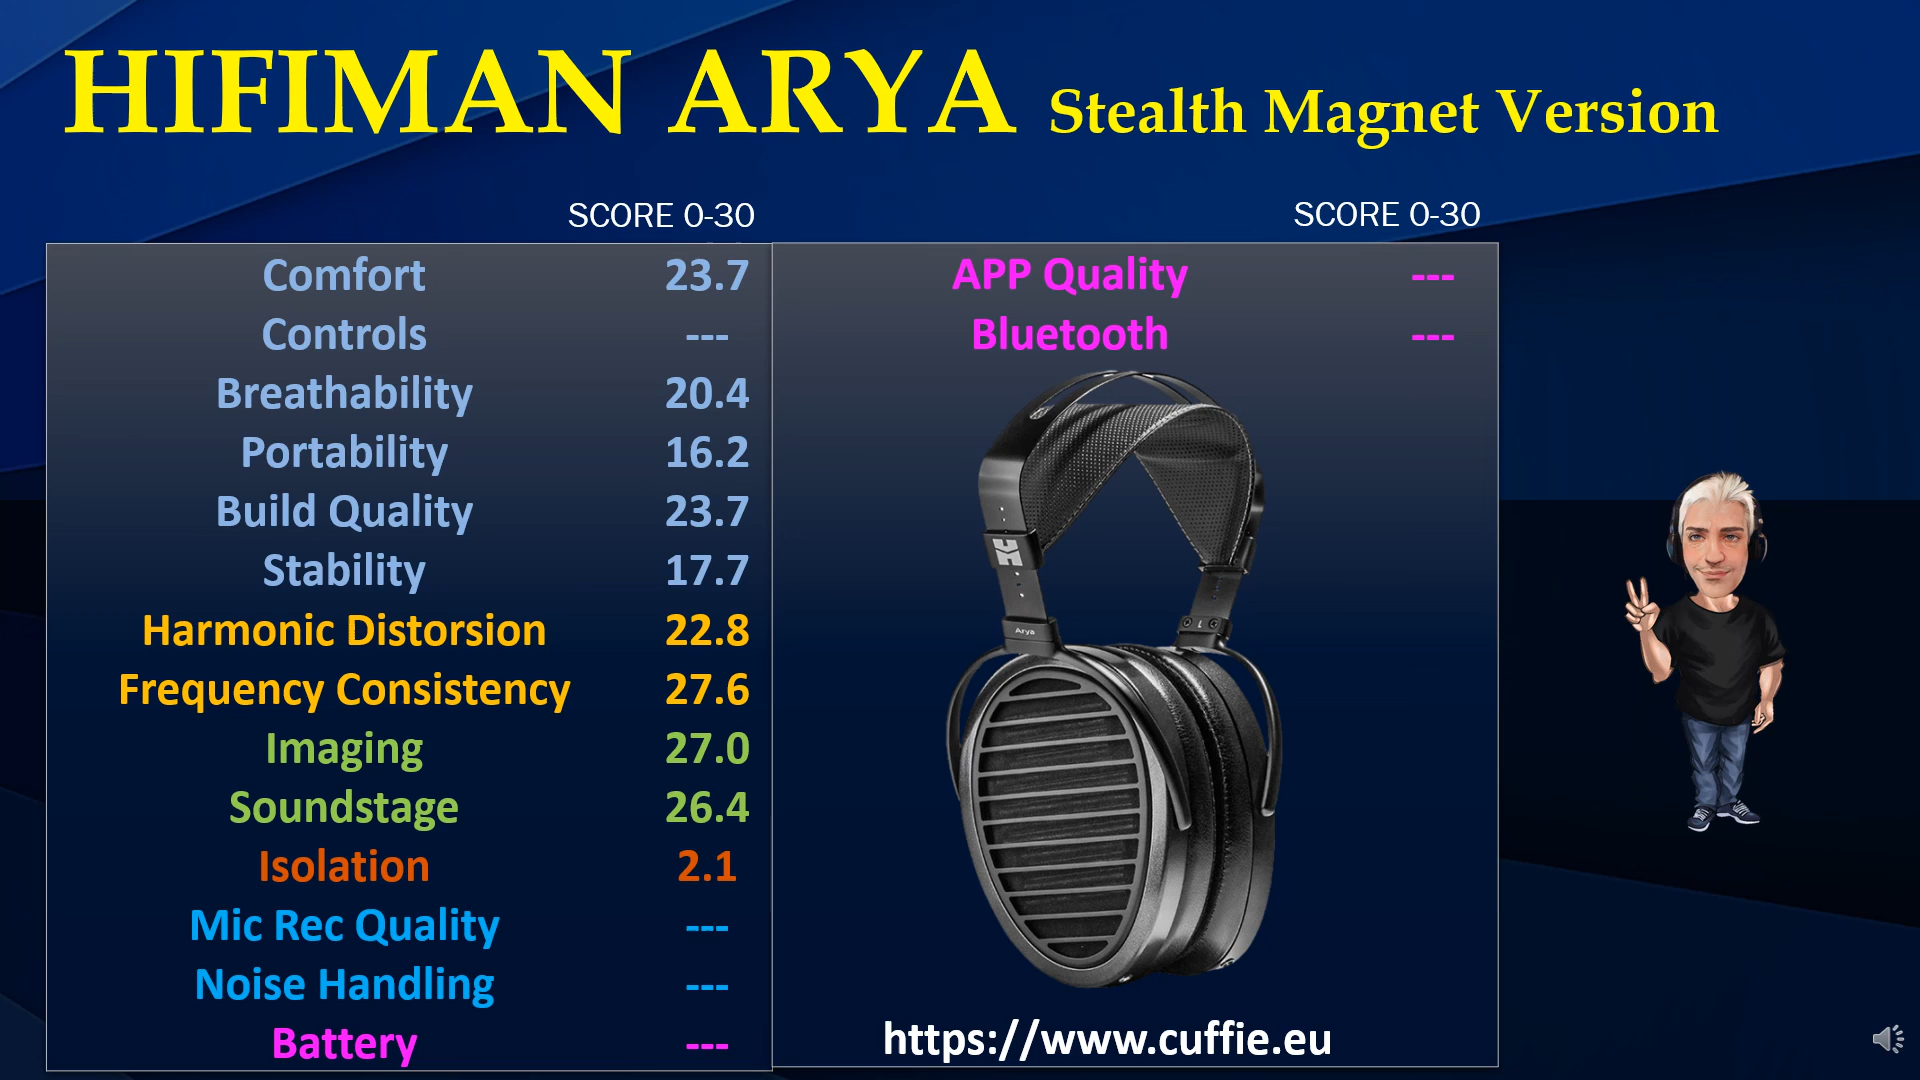 HIFIMAN ARYA Stealth Magnet Version
SCORE 0-30
Comfort 23.7
Controls ---
Breathability 20.4
Portability 16.2
Build Quality 23.7
Stability 17.7
Harmonic Distorsion 22.8
Frequency Consistency 27.6
Imaging 27.0
Soundstage 26.4
Isolation 2.1
Mic Rec Quality ---
Noise Handling ---
Battery ---
SCORE 0-30
APP Quality ---
Bluetooth ---
Arya
L
https://www.cuffie.eu